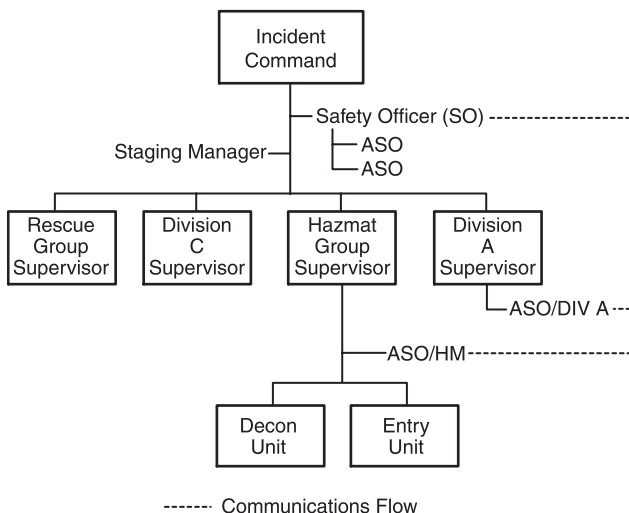 Incident
Command
Safety Officer (SO)
ASO
Staging Manager
ASO
Rescue
Group
Supervisor
Division
C
Supervisor
Hazmat
Group
Supervisor
Division
A
Supervisor
ASO/DIV A
ASO/HM
Decon
Unit
Entry
Unit
Communications Flow